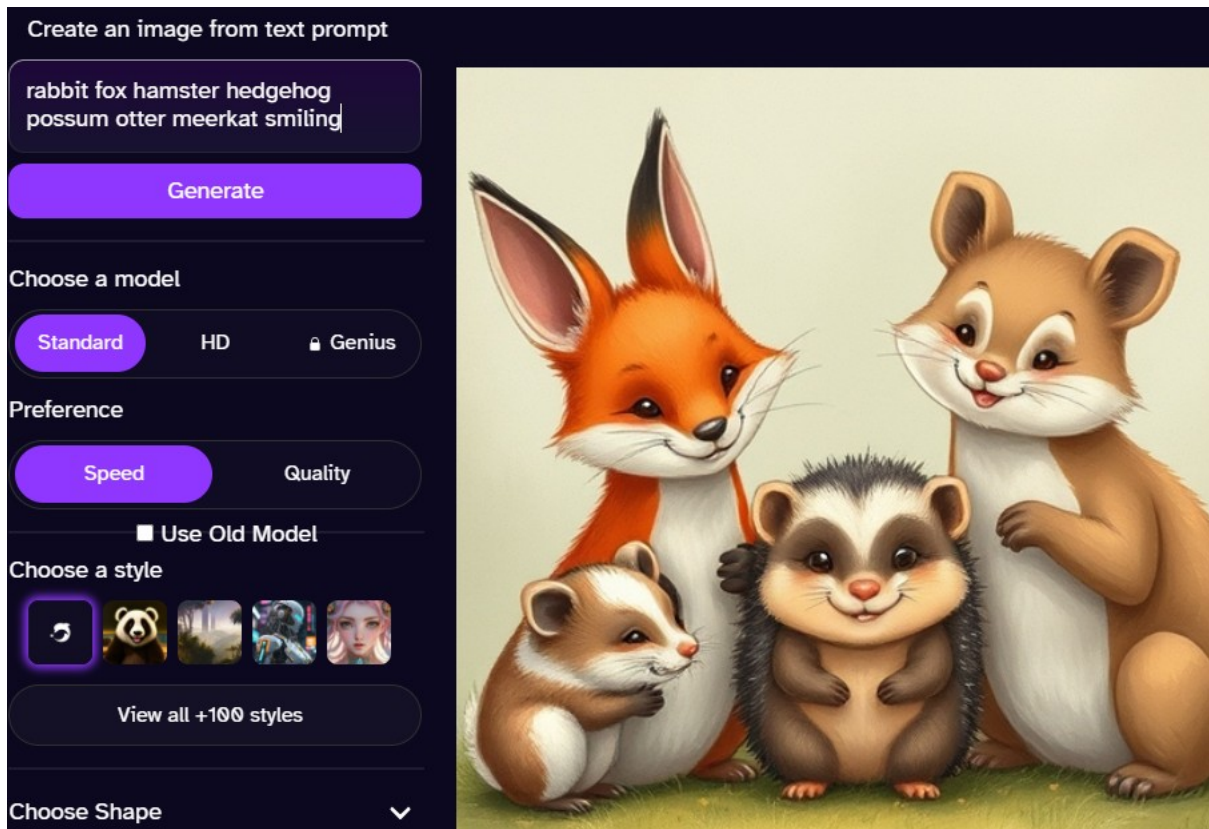 Create an image from text prompt
rabbit fox hamster hedgehog
possum otter meerkat smiling
Generate
Choose a model
Standard HD Genius
Preference
Speed Quality
Use Old Model
Choose a style
View all +100 styles
Choose Shape